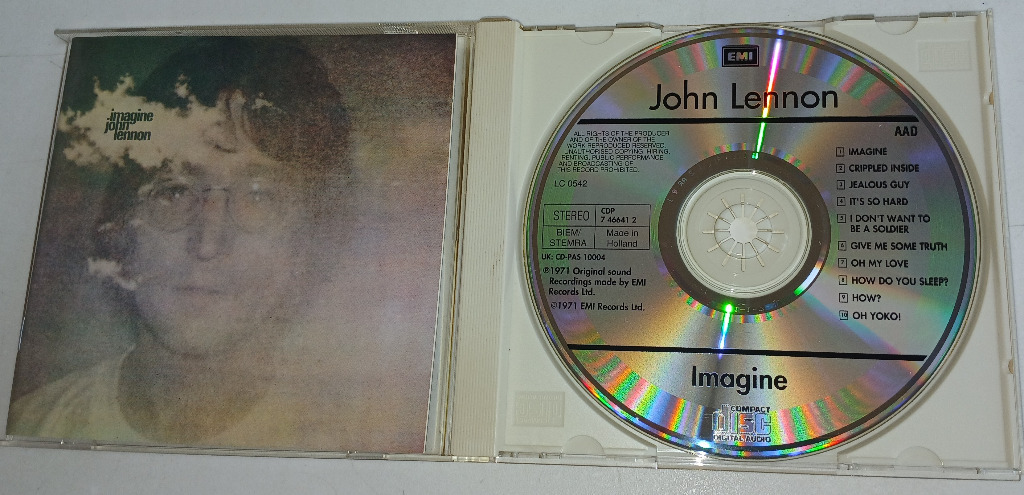 imagine
john
lennon
EMI
John Lennon
ALL RIGHTS OF THE PRODUCER
AND OF THE OWNER OF THE
WORK REPRODUCED RESERVED.
UNAUTHORISED COPYING, HIRING,
RENTING, PUBLIC PERFORMANCE
AND BROADCASTING OF
THIS RECORD PROHIBITED.
LC 0542
STEREO
CDP
7 46641 2
BIEM/
STEMRA
Made in
Holland
UK: CD-PAS 10004
℗1971 Original sound
Recordings made by EMI
Records Ltd.
©1971 EMI Records Ltd.
AAD
1 IMAGINE
2 CRIPPLED INSIDE
3 JEALOUS GUY
4 IT'S SO HARD
5 I DON'T WANT TO
BE A SOLDIER
6 GIVE ME SOME TRUTH
7 OH MY LOVE
8 HOW DO YOU SLEEP?
9 HOW?
10 OH YOKO!
Imagine
COMPACT
disc
DIGITAL AUDIO